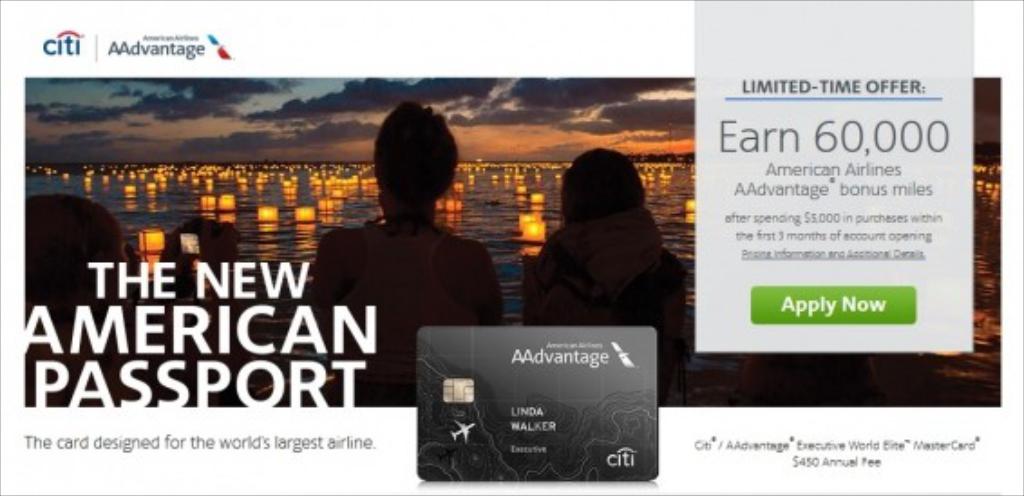 citi | American Airlines AAdvantage
LIMITED-TIME OFFER:
Earn 60,000
American Airlines
AAdvantage® bonus miles
after spending $5,000 in purchases within
the first 3 months of account opening
Pricing Information and Additional Details.
Apply Now
THE NEW
AMERICAN
PASSPORT
The card designed for the world's largest airline.
American Airlines
AAdvantage
LINDA
WALKER
Executive
citi
Citi® / AAdvantage® Executive World Elite™ MasterCard®
$450 Annual Fee